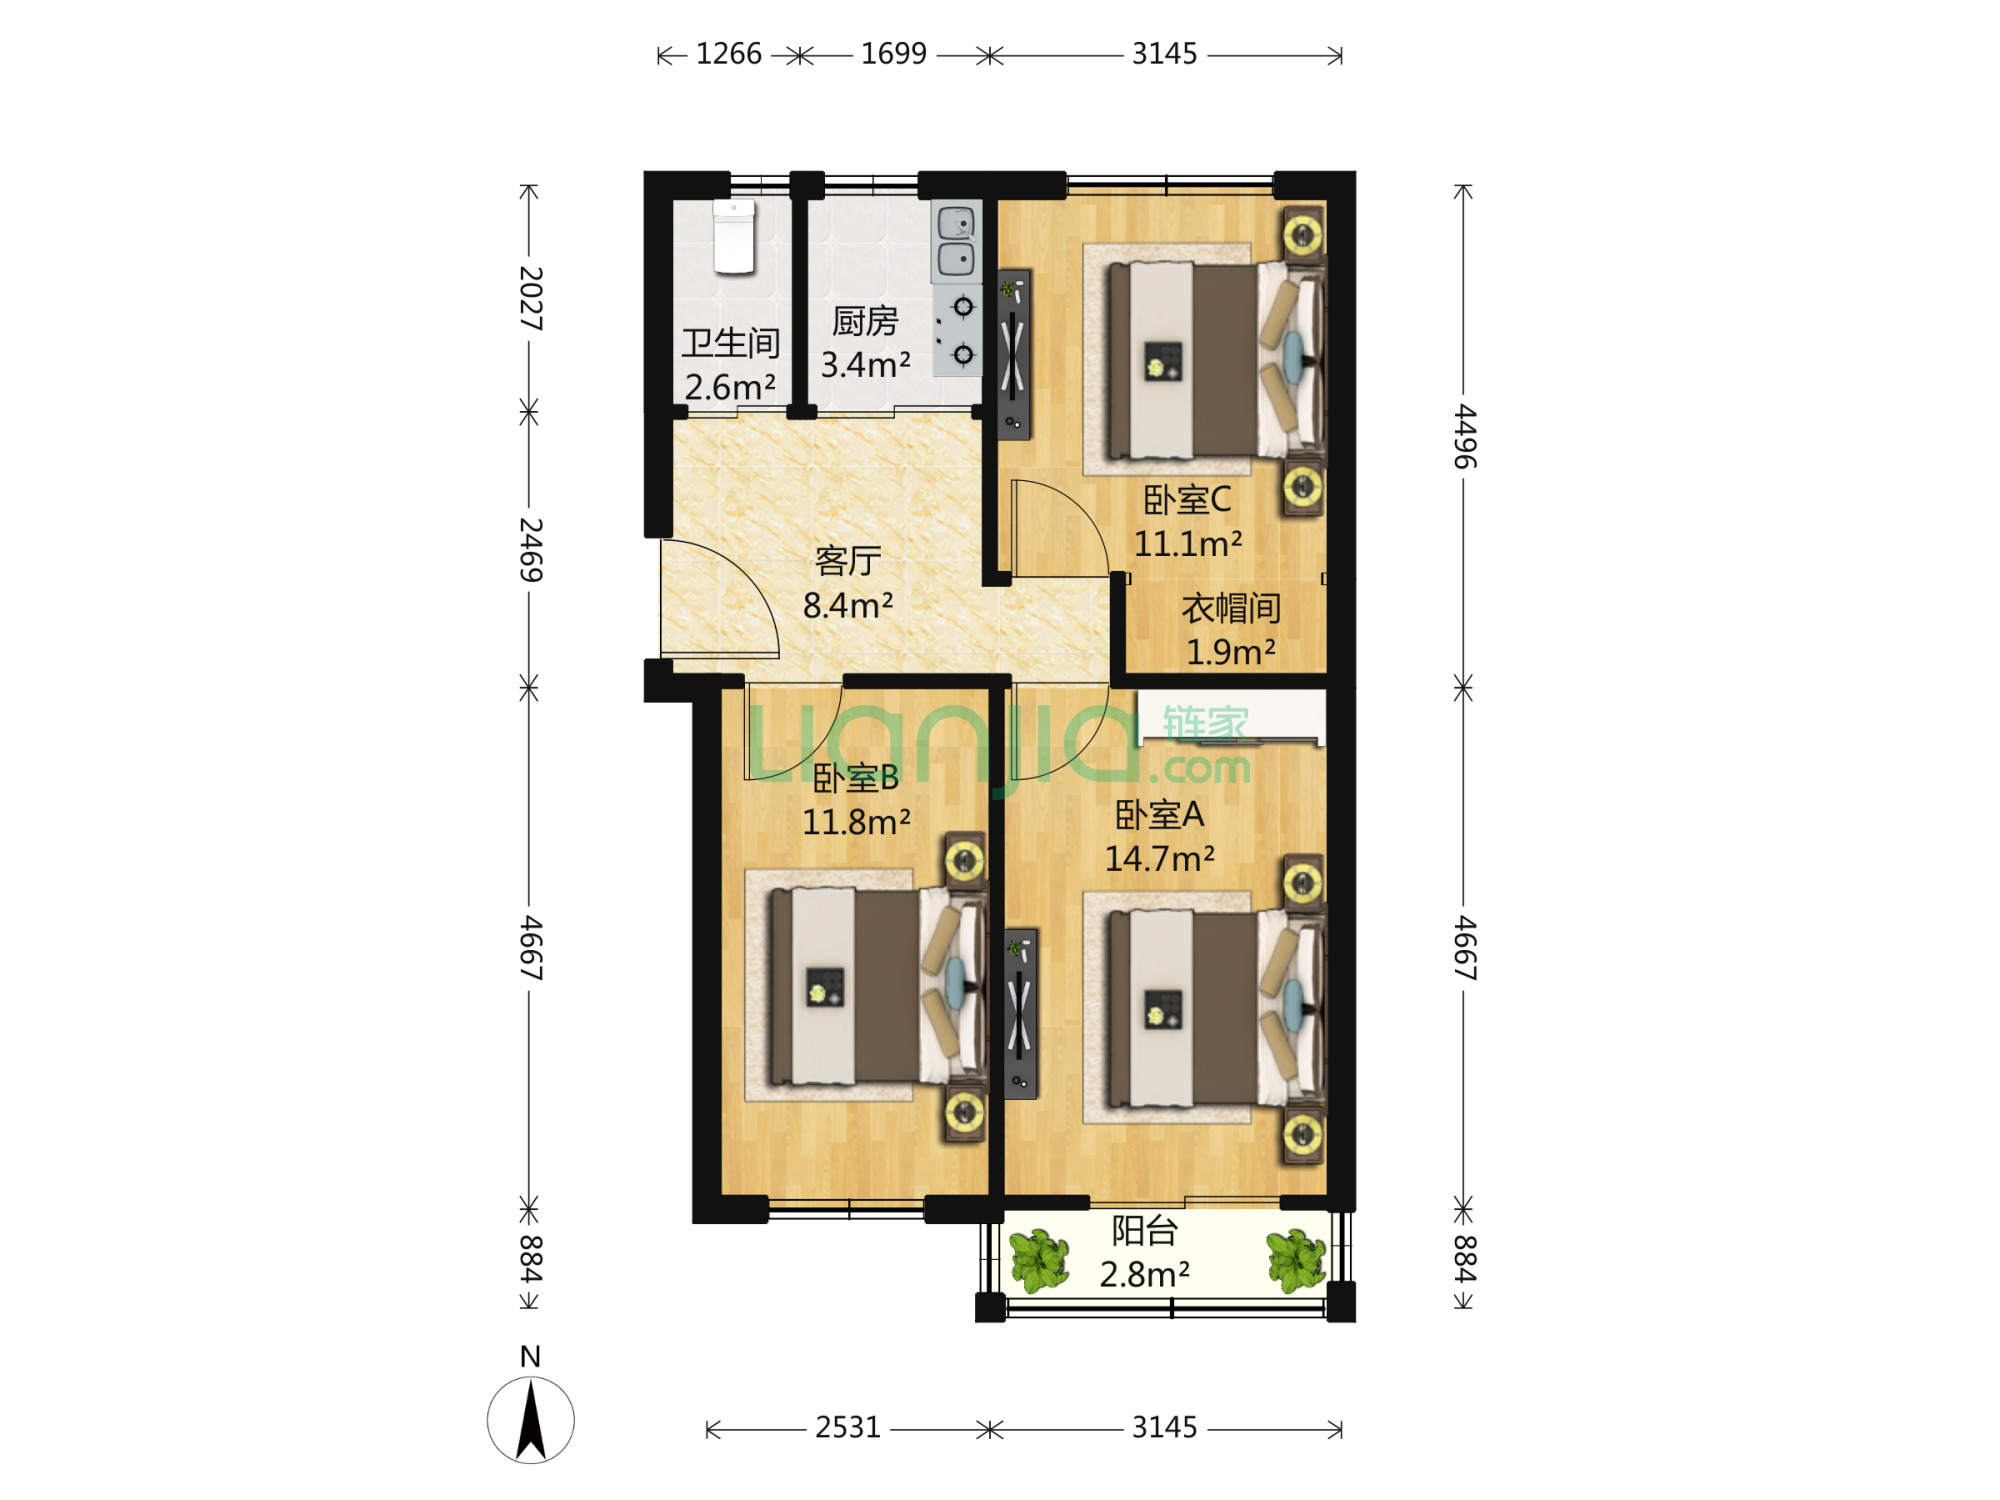 1266 1699 3145
2027
2469
4667
884
4496
4667
884
卫生间
2.6m²
厨房
3.4m²
卧室C
11.1m²
客厅
8.4m²
衣帽间
1.9m²
Lianjia.com 链家
卧室B
11.8m²
卧室A
14.7m²
阳台
2.8m²
N
2531 3145